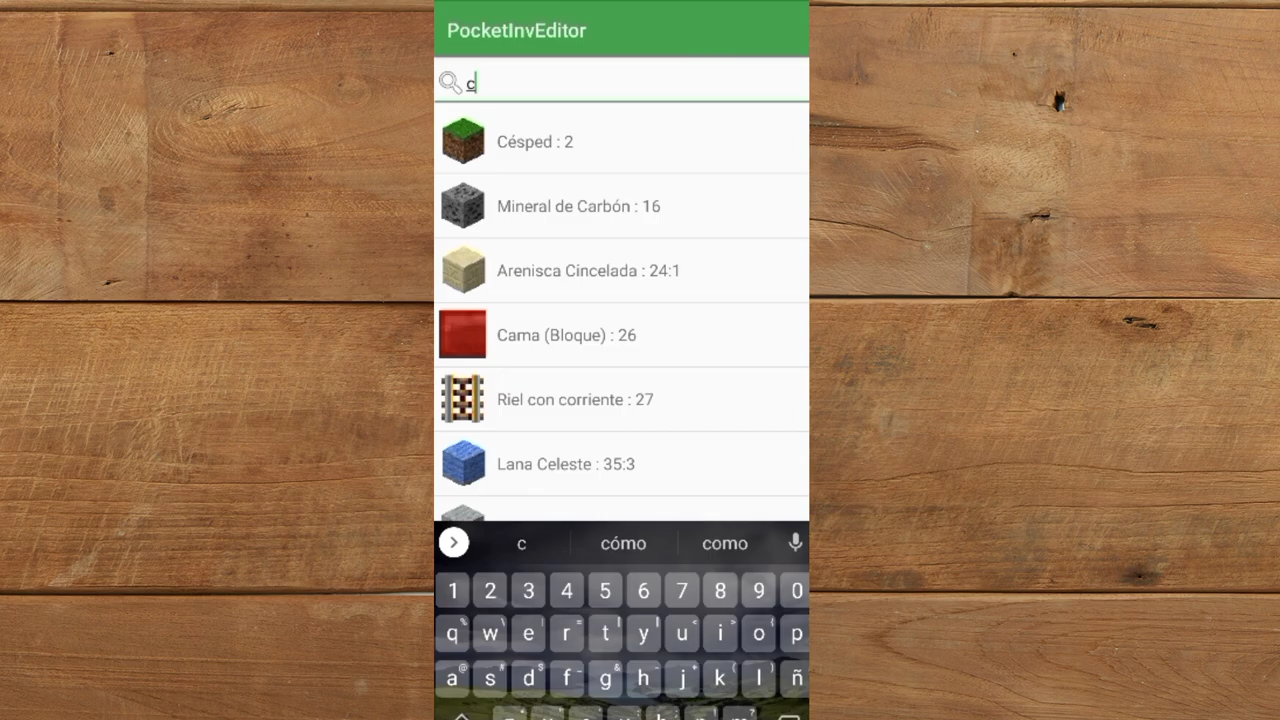 PocketInvEditor
c
Césped : 2
Mineral de Carbón : 16
Arenisca Cincelada : 24:1
Cama (Bloque) : 26
Riel con corriente : 27
Lana Celeste : 35:3
c cómo como
1 2 3 4 5 6 7 8 9 0
q w e r t y u i o p
a s d f g h j k l ñ